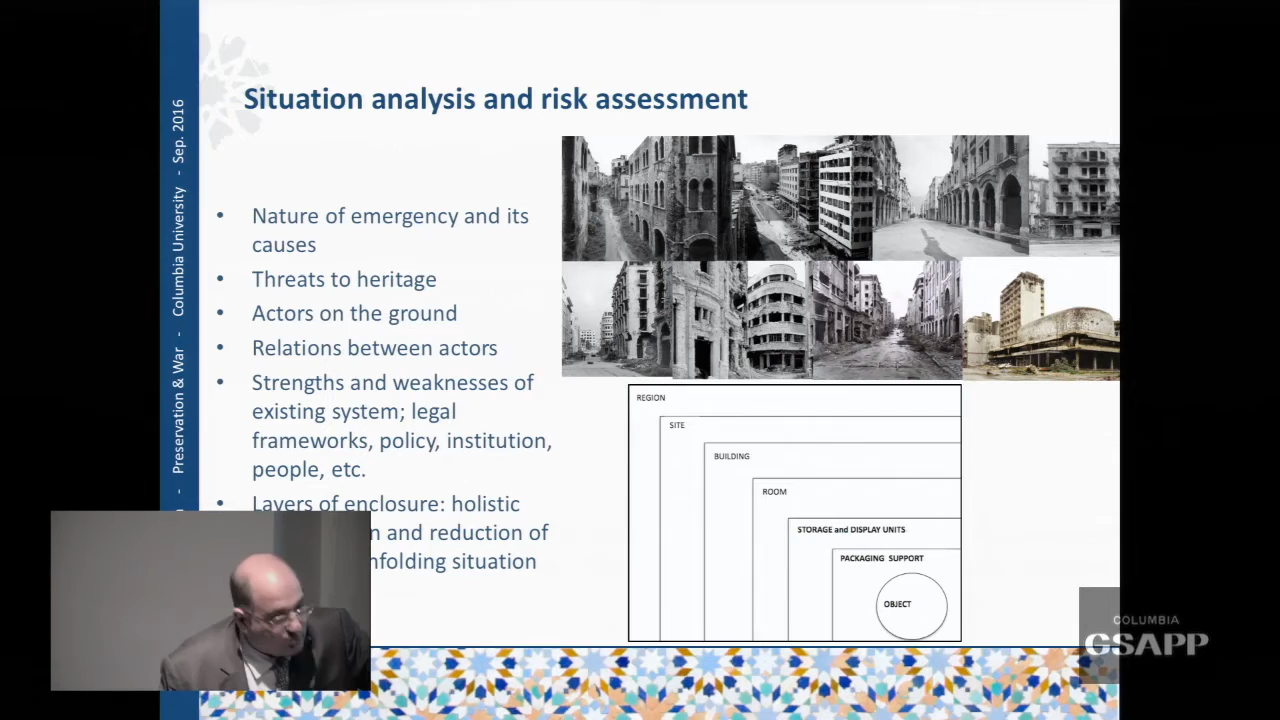 Situation analysis and risk assessment
Preservation & War - Columbia University - Sep. 2016
• Nature of emergency and its
causes
• Threats to heritage
• Actors on the ground
• Relations between actors
• Strengths and weaknesses of
existing system; legal
frameworks, policy, institution,
people, etc.
• Layers of enclosure: holistic
and reduction of
situation
REGION
SITE
BUILDING
ROOM
STORAGE and DISPLAY UNITS
PACKAGING SUPPORT
OBJECT
COLUMBIA
GSAPP